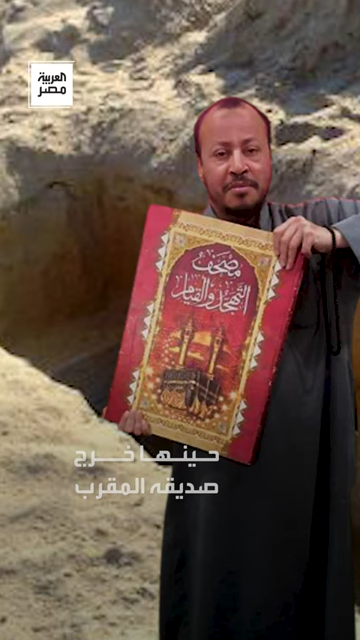 العربية
مصر
مصحف
التهجد والقيام
حينها خرج
صديقه المقرب